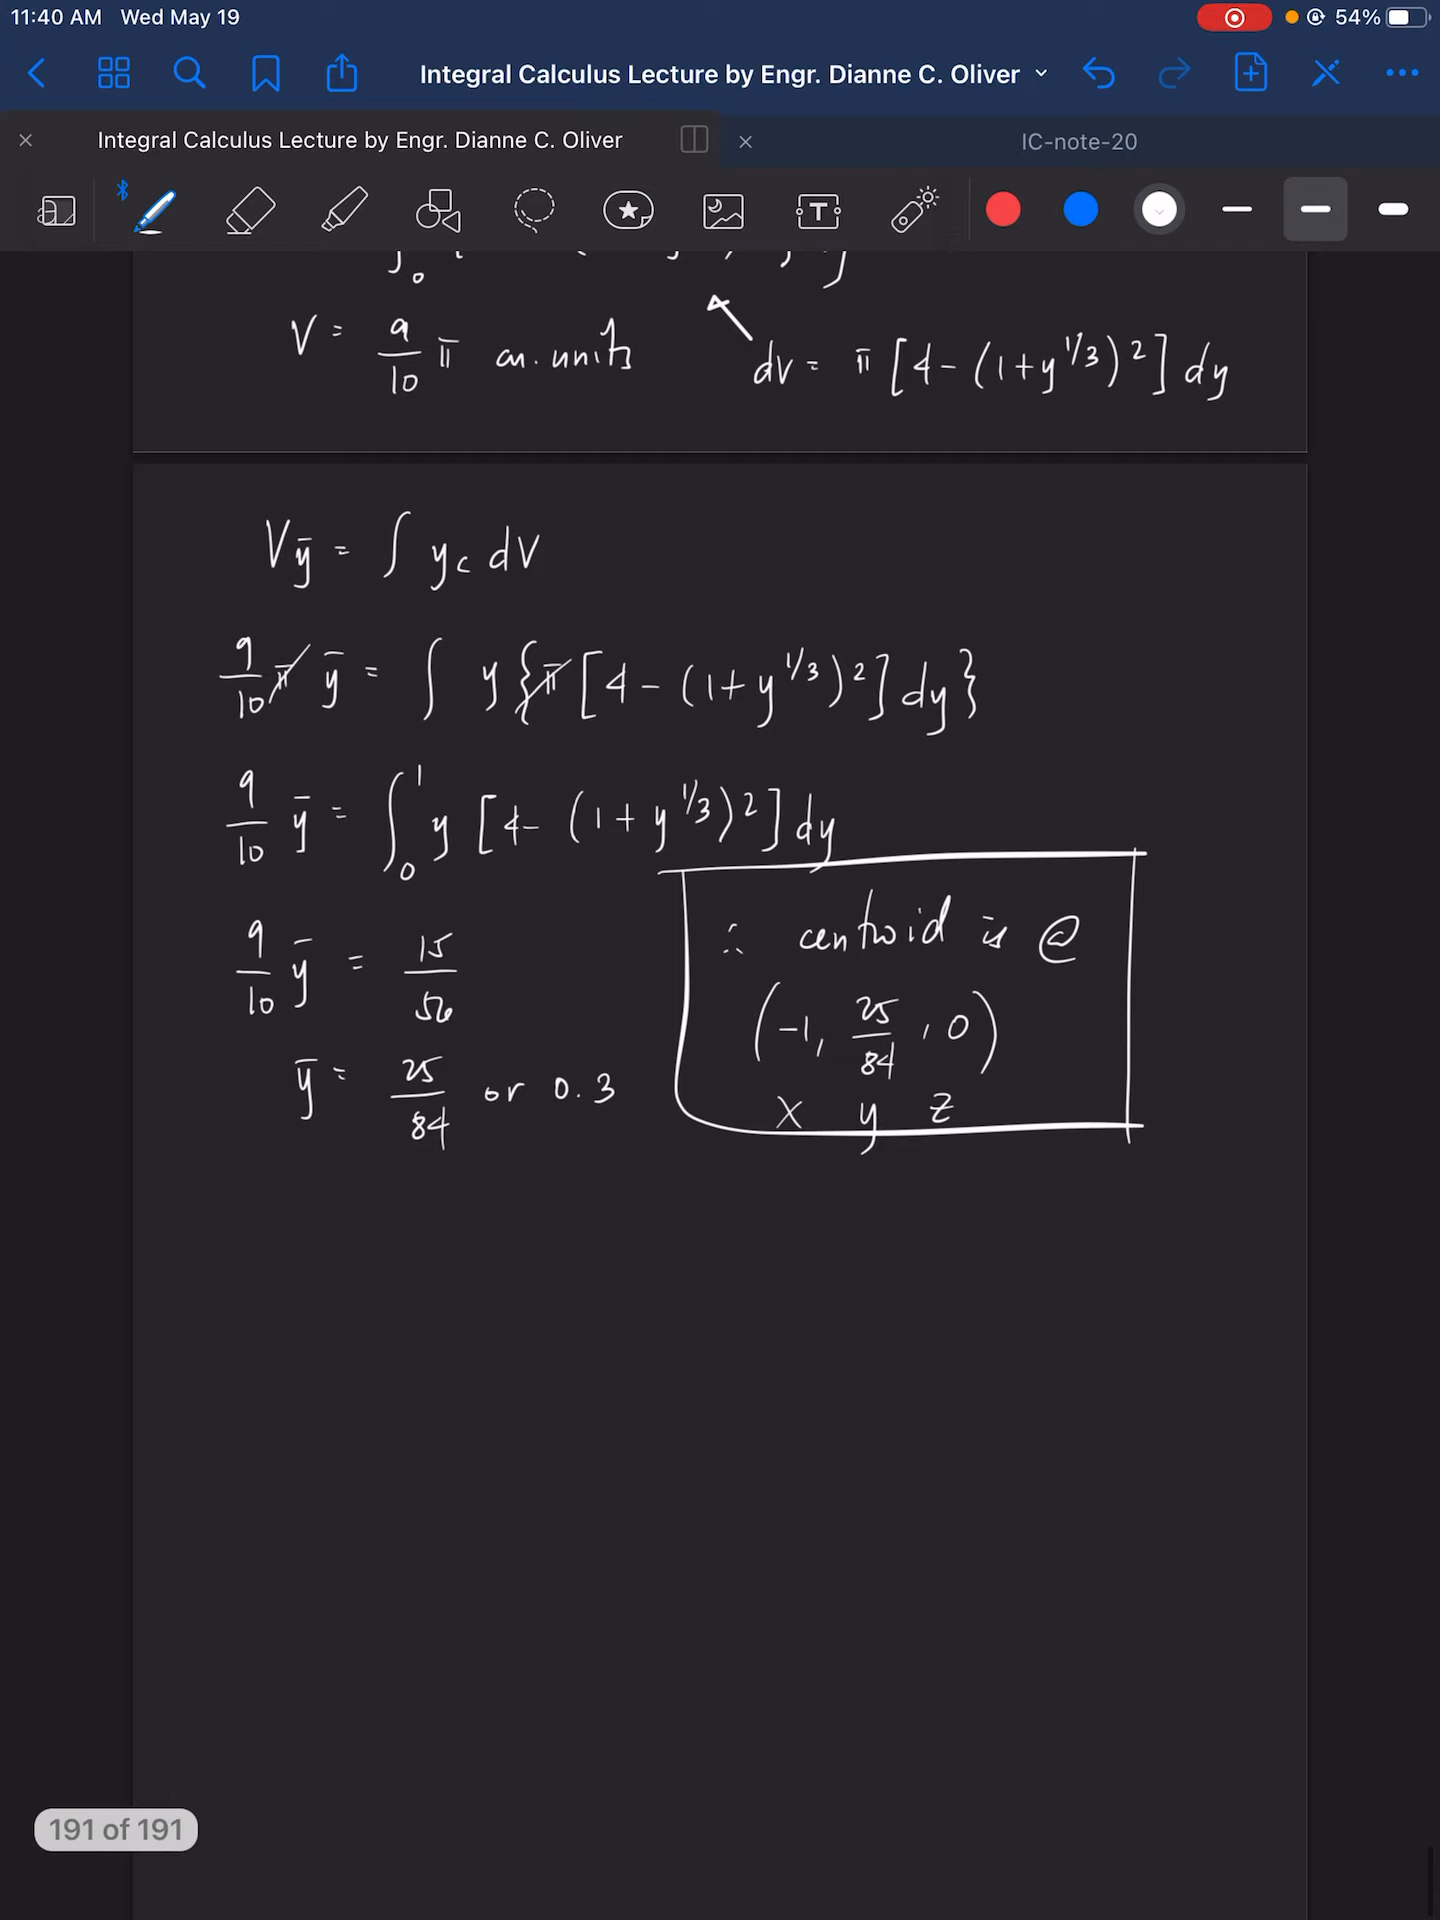 11:40 AM Wed May 19 54%
Integral Calculus Lecture by Engr. Dianne C. Oliver
Integral Calculus Lecture by Engr. Dianne C. Oliver IC-note-20
V = 9/10 π cu. units
dv = π [4 - (1 + y^1/3)^2] dy
Vȳ = ∫ yc dV
9/10 π ȳ = ∫ y {π [4 - (1 + y^1/3)^2] dy}
9/10 ȳ = ∫_0^1 y [4 - (1 + y^1/3)^2] dy
9/10 ȳ = 15/56
ȳ = 25/84 or 0.3
∴ centroid is @
(-1, 25/84, 0)
x y z
191 of 191